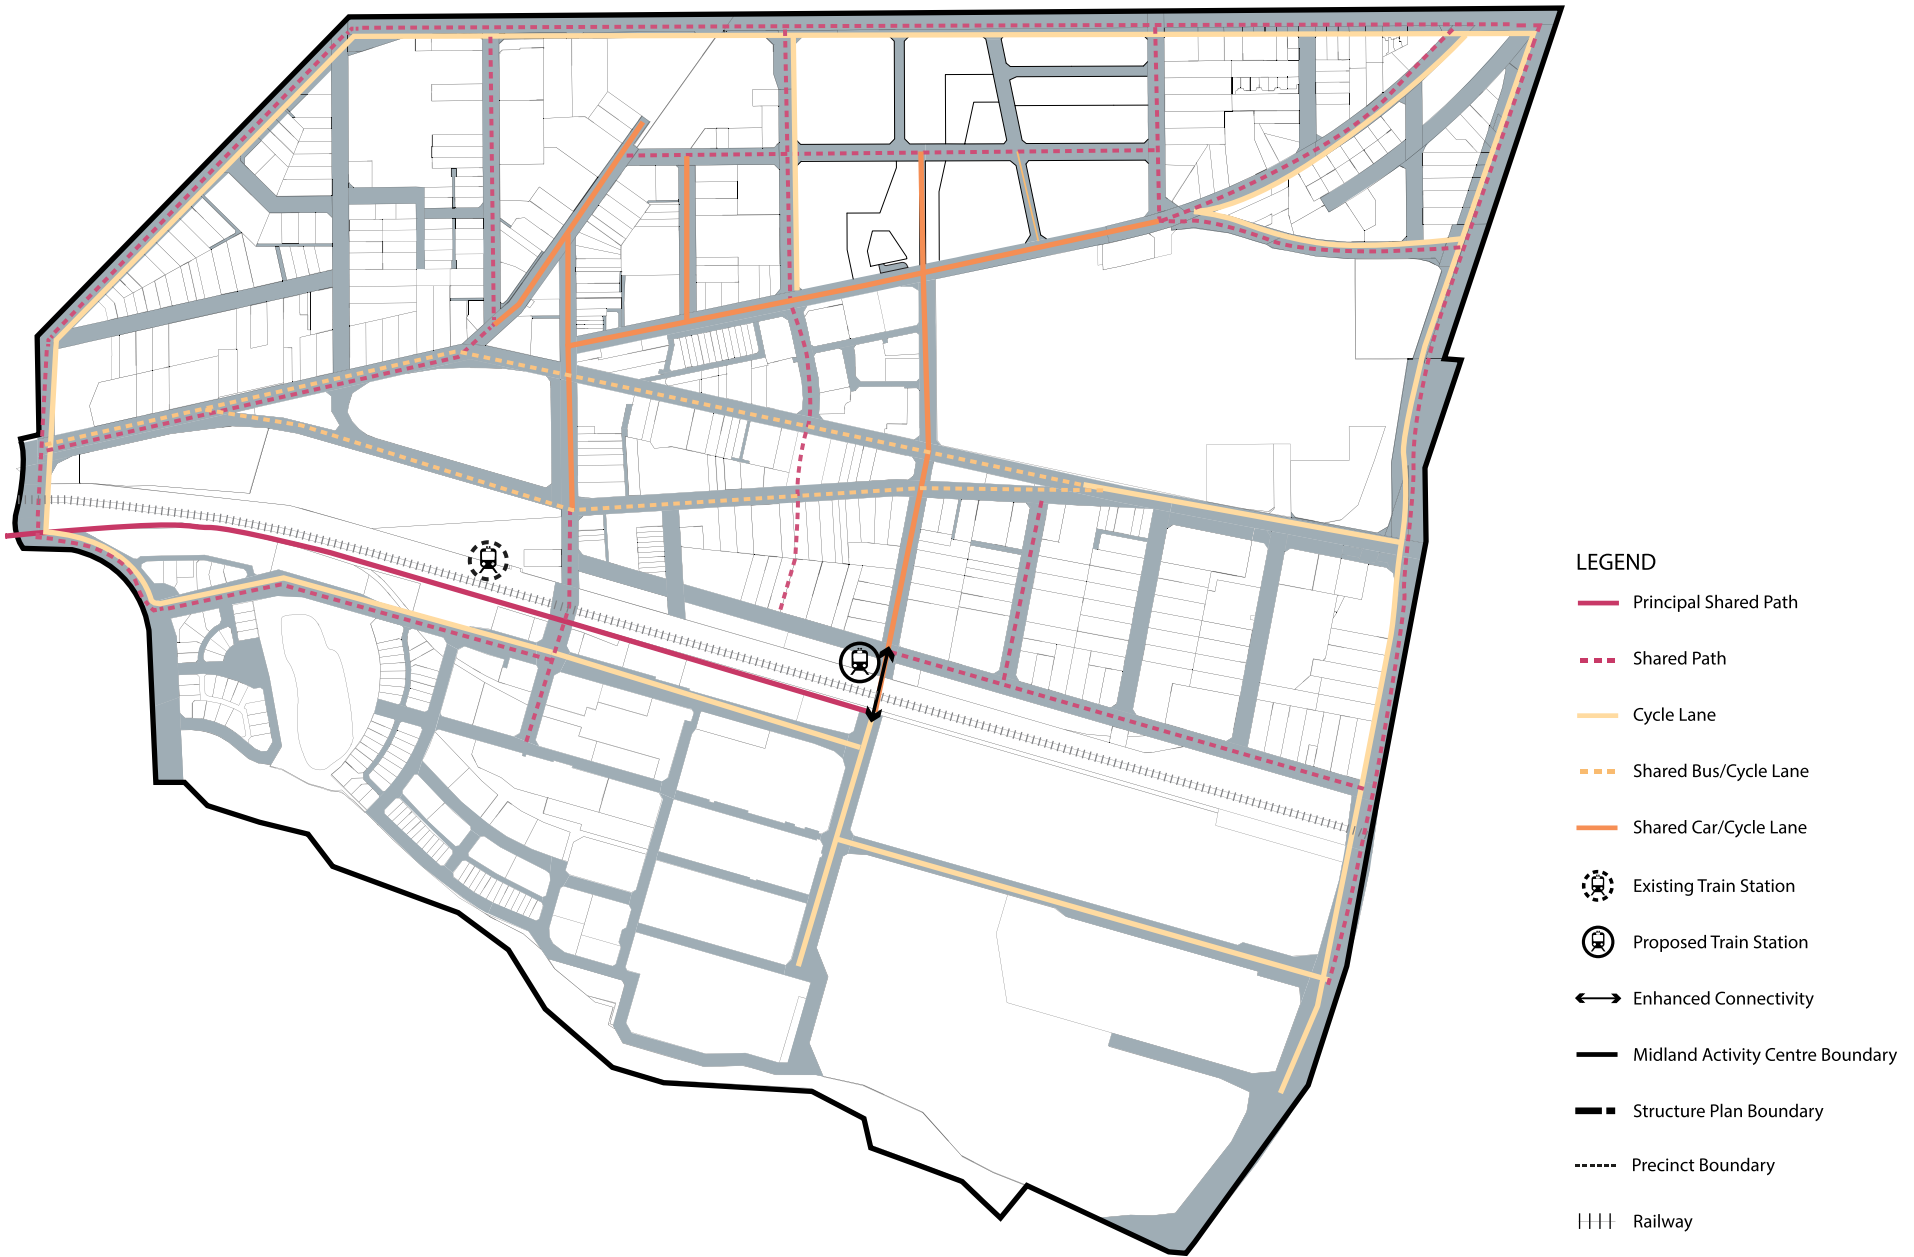 LEGEND
Principal Shared Path
Shared Path
Cycle Lane
Shared Bus/Cycle Lane
Shared Car/Cycle Lane
Existing Train Station
Proposed Train Station
Enhanced Connectivity
Midland Activity Centre Boundary
Structure Plan Boundary
Precinct Boundary
Railway